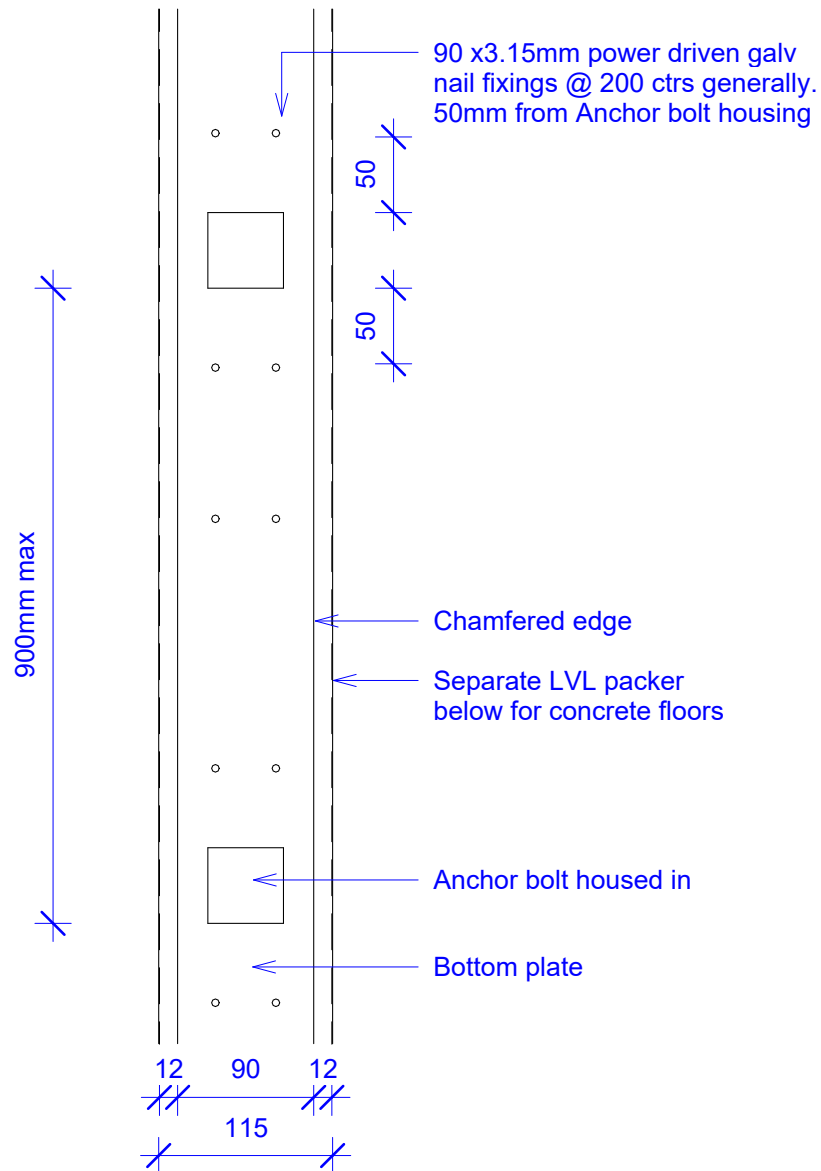 90 x3.15mm power driven galv
nail fixings @ 200 ctrs generally.
50mm from Anchor bolt housing
50
50
900mm max
Chamfered edge
Separate LVL packer
below for concrete floors
Anchor bolt housed in
Bottom plate
12
90
12
115